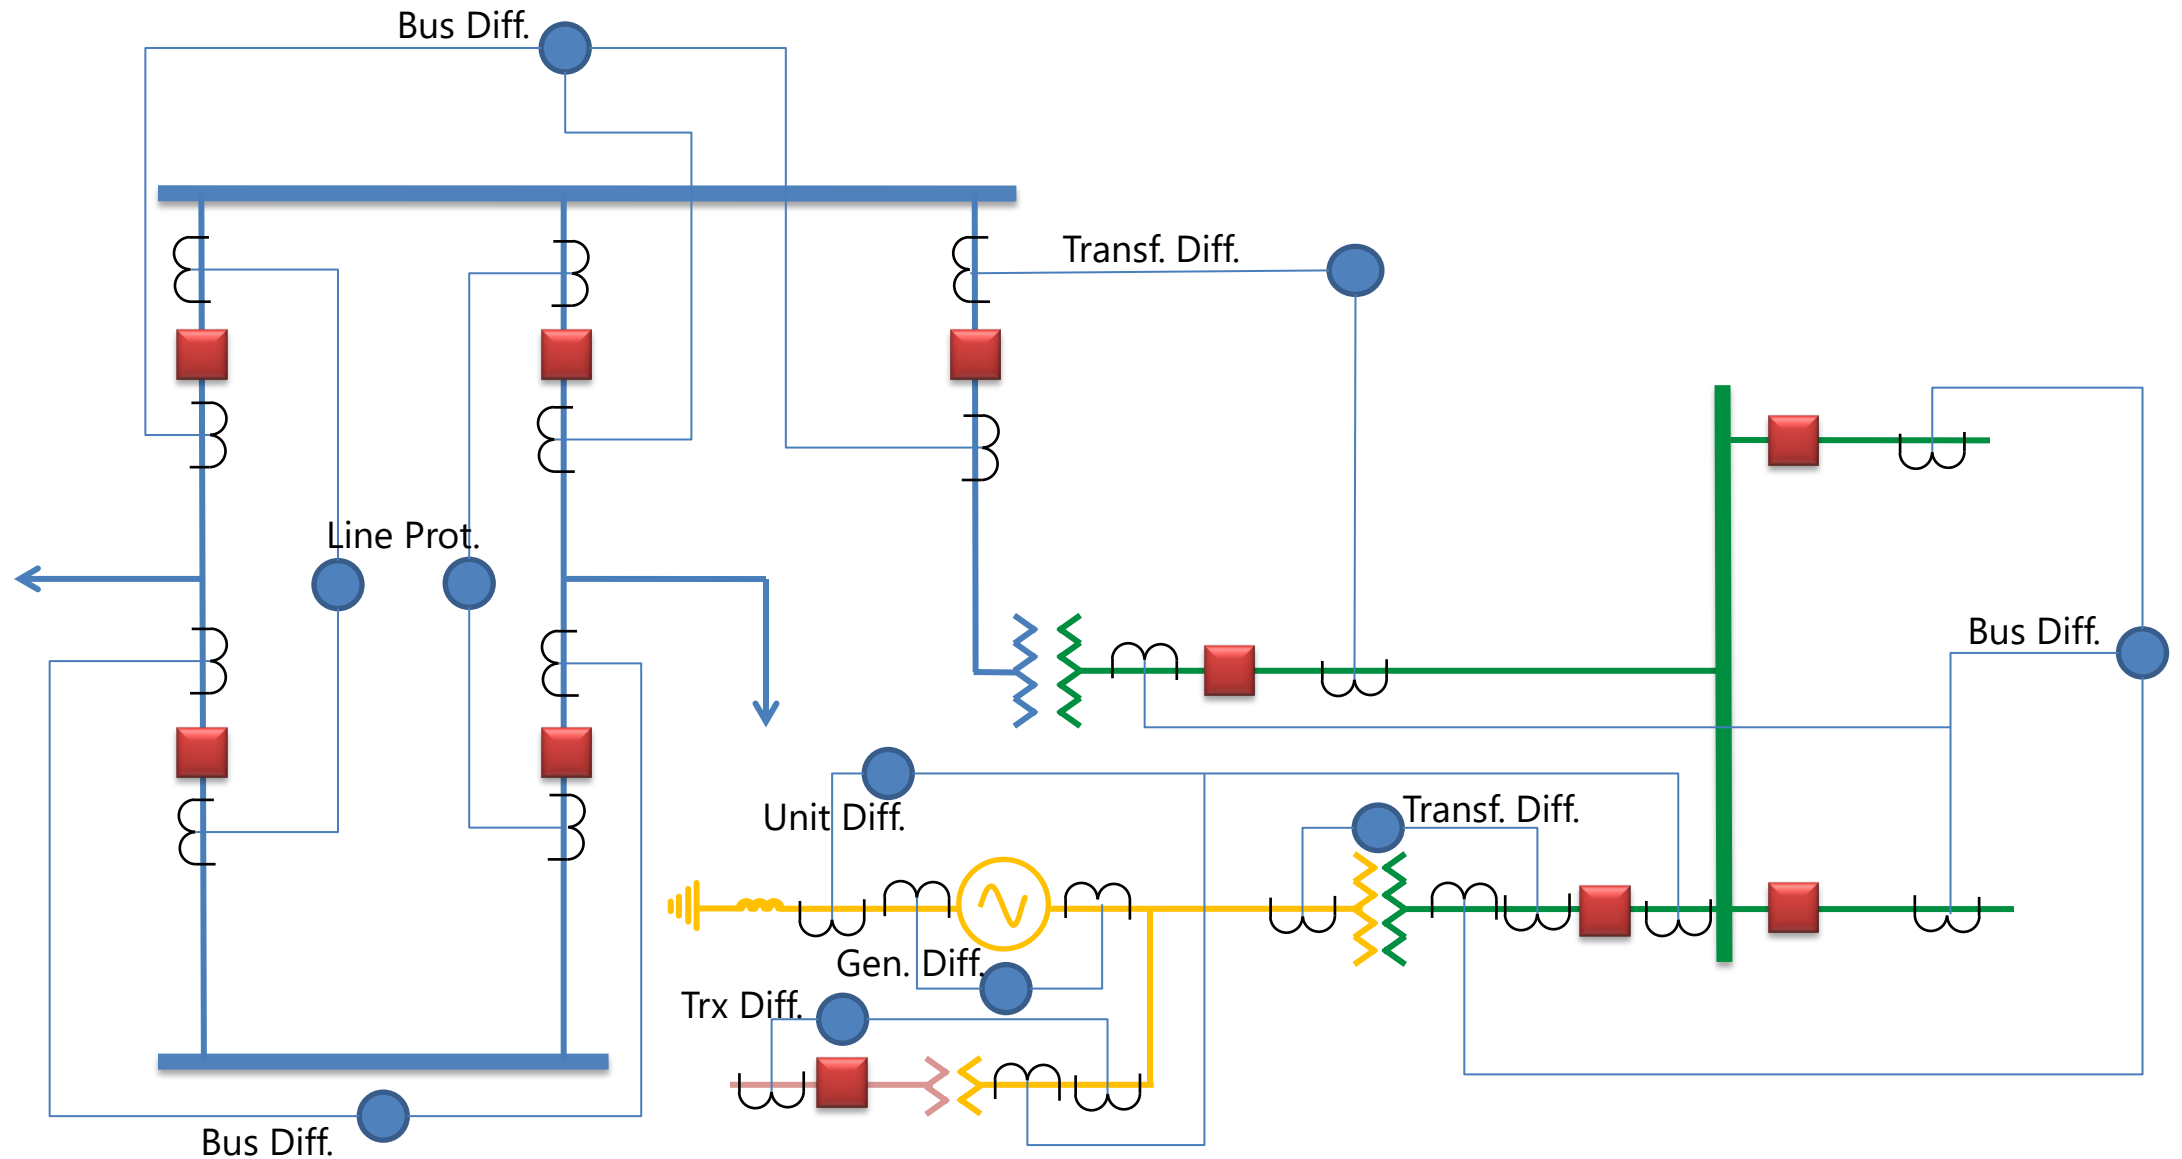 Bus Diff.
Transf. Diff.
Line Prot.
Bus Diff.
Unit Diff.
Transf. Diff.
Gen. Diff.
Trx Diff.
Bus Diff.